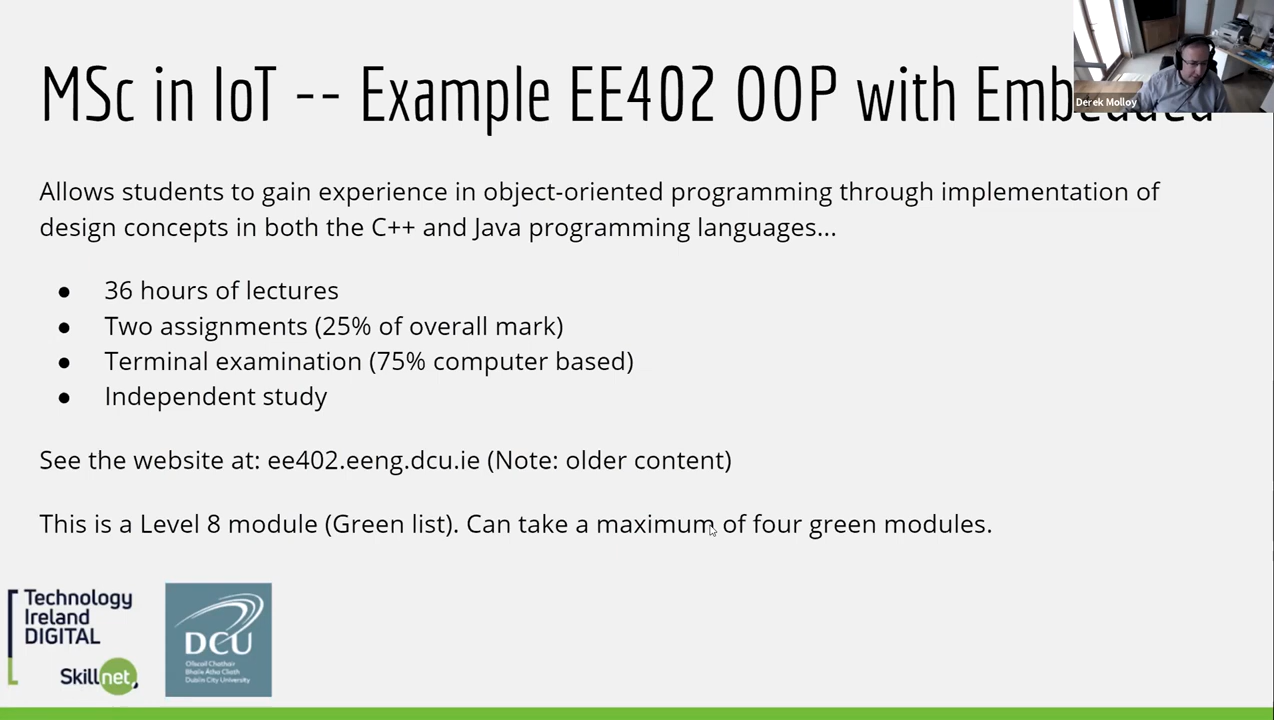 MSc in IoT -- Example EE402 OOP with Embedded
Derek Molloy
Allows students to gain experience in object-oriented programming through implementation of
design concepts in both the C++ and Java programming languages...
● 36 hours of lectures
● Two assignments (25% of overall mark)
● Terminal examination (75% computer based)
● Independent study
See the website at: ee402.eeng.dcu.ie (Note: older content)
This is a Level 8 module (Green list). Can take a maximum of four green modules.
Technology
Ireland
DIGITAL
Skillnet
DCU
Ollscoil Chathair
Bhaile Átha Cliath
Dublin City University